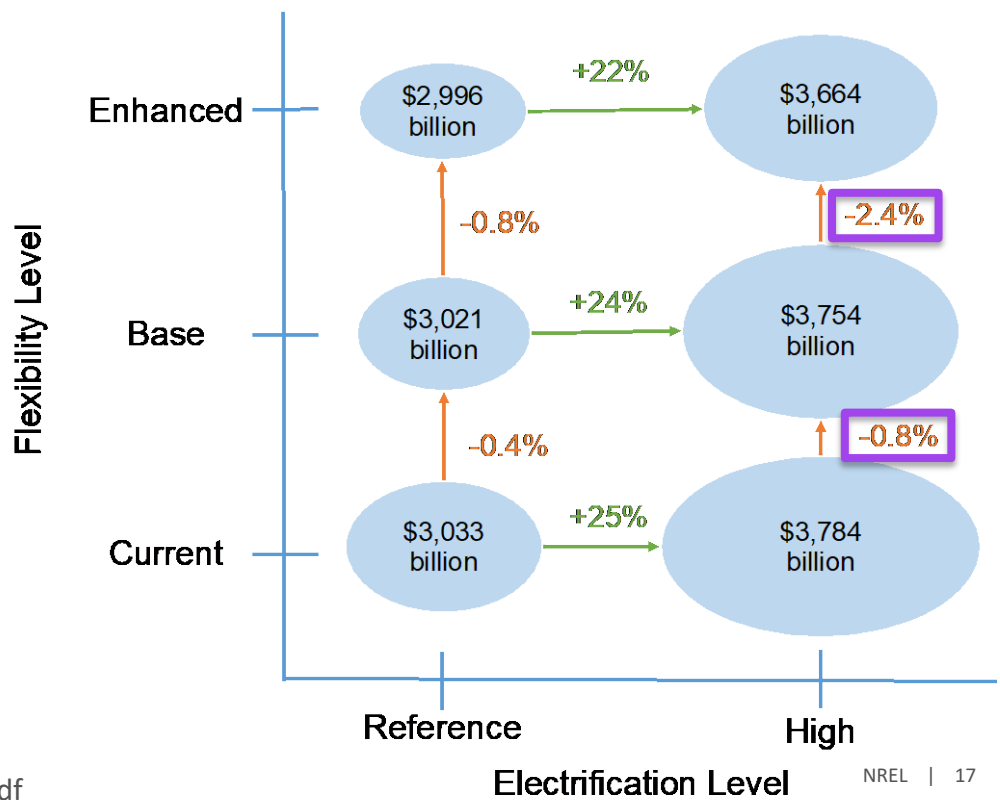 +22%
Enhanced
$2,996
billion
$3,664
billion
-0.8%
-2.4%
Flexibility Level
+24%
Base
$3,021
billion
$3,754
billion
-0.4%
-0.8%
+25%
Current
$3,033
billion
$3,784
billion
Reference
High
Electrification Level
NREL | 17
df